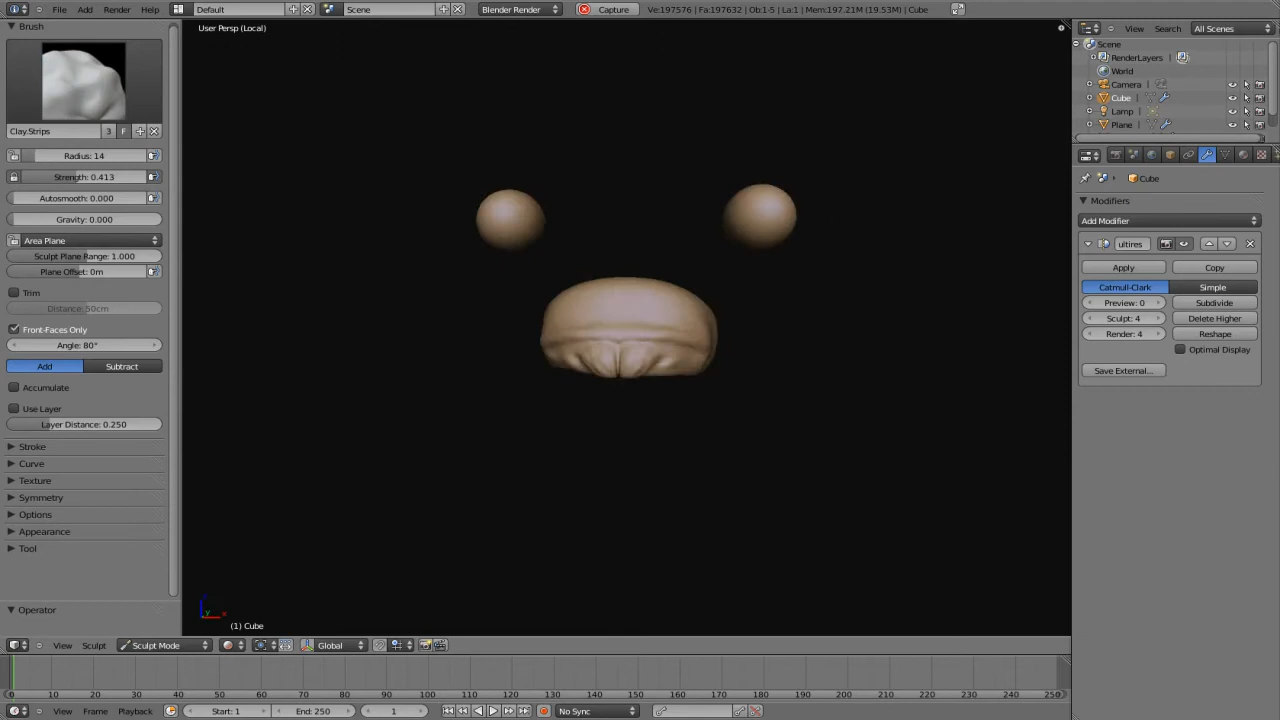 File Add Render Help Default Scene Blender Render Capture Ve:197576 | Fa:197632 | Ob:1-5 | La:1 | Mem:197.21M (19.53M) | Cube
Brush
User Persp (Local)
View Search All Scenes
Scene
RenderLayers
World
Camera
Cube
Lamp
Plane
Clay.Strips 3 F
Radius: 14
Strength: 0.413
Autosmooth: 0.000
Gravity: 0.000
Area Plane
Sculpt Plane Range: 1.000
Plane Offset: 0m
Trim
Distance: 50cm
Front-Faces Only
Angle: 80°
Add Subtract
Accumulate
Use Layer
Layer Distance: 0.250
Stroke
Curve
Texture
Symmetry
Options
Appearance
Tool
Operator
Cube
Modifiers
Add Modifier
ultires
Apply Copy
Catmull-Clark Simple
Preview: 0 Subdivide
Sculpt: 4 Delete Higher
Render: 4 Reshape
Optimal Display
Save External...
y x
(1) Cube
View Sculpt Sculpt Mode Global
0 10 20 30 40 50 60 70 80 90 100 110 120 130 140 150 160 170 180 190 200 210 220 230 240 250
View Frame Playback Start: 1 End: 250 1 No Sync